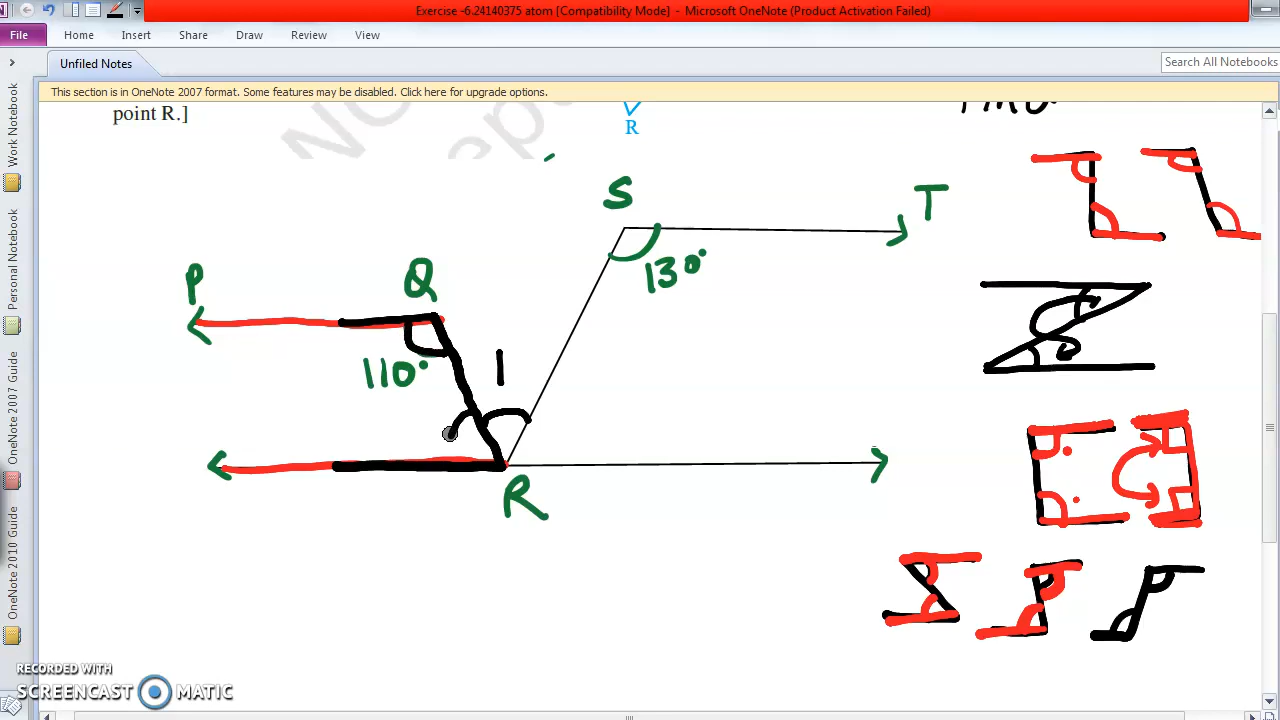 Exercise -6.24140375 atom [Compatibility Mode] - Microsoft OneNote (Product Activation Failed)
File Home Insert Share Draw Review View
Unfiled Notes
Search All Notebooks
This section is in OneNote 2007 format. Some features may be disabled. Click here for upgrade options.
Work Notebook
Personal Notebook
OneNote 2007 Guide
OneNote 2010 Guide
point R.]
R
S
T
130°
P
Q
110°
1
R
RECORDED WITH
SCREENCAST MATIC